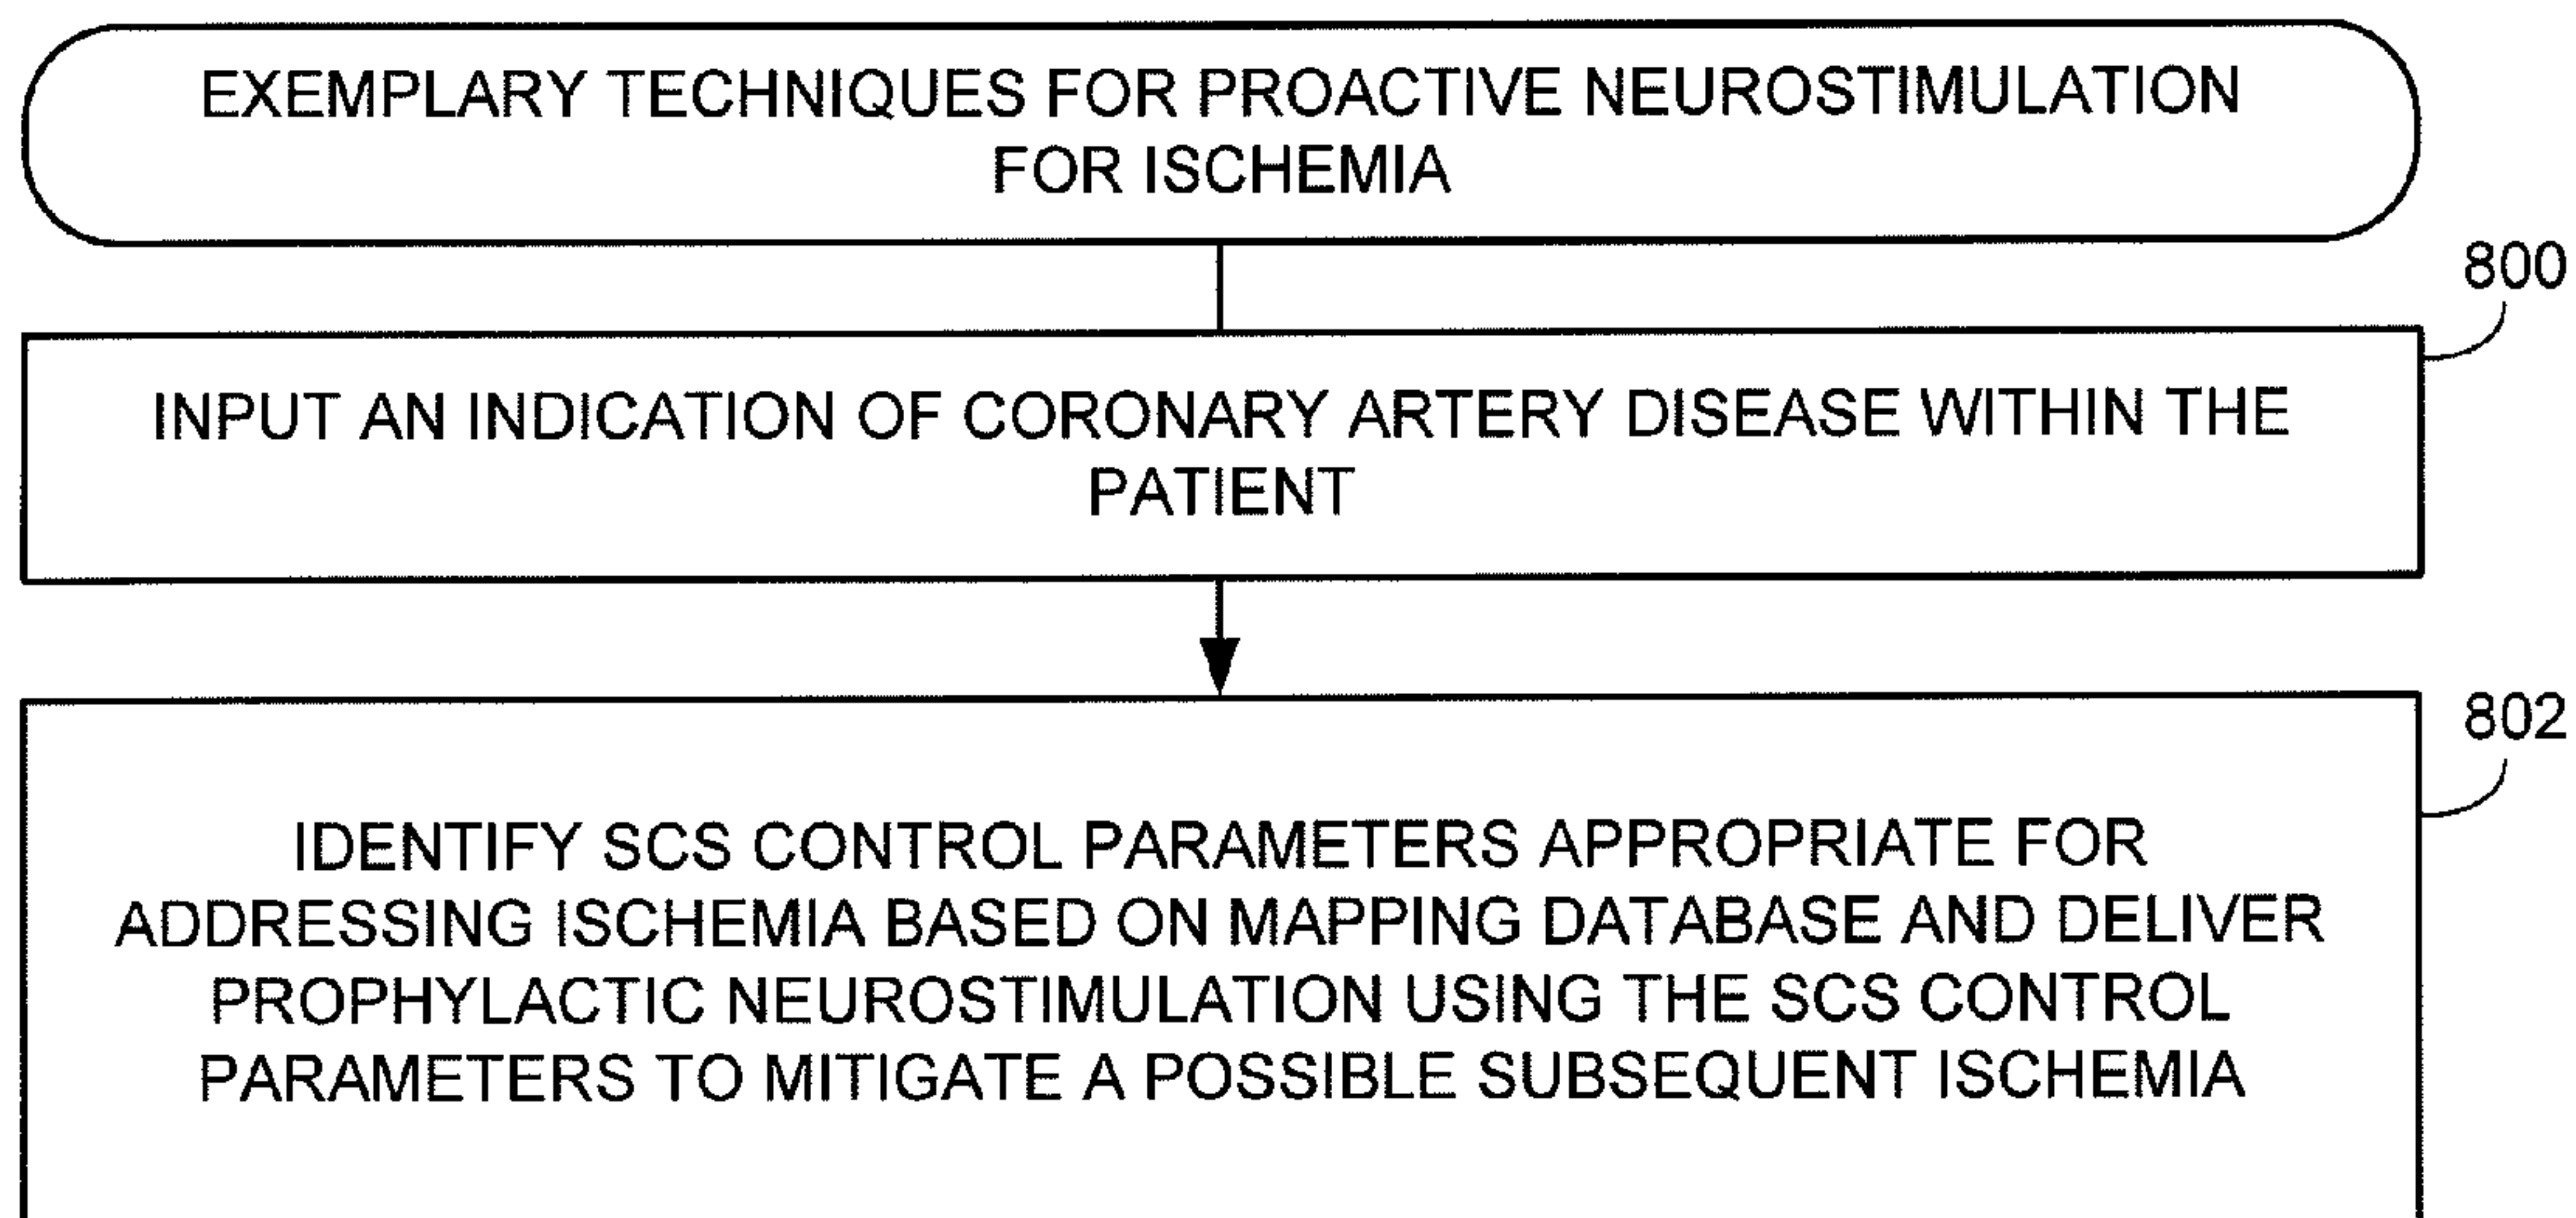 EXEMPLARY TECHNIQUES FOR PROACTIVE NEUROSTIMULATION
FOR ISCHEMIA
800
INPUT AN INDICATION OF CORONARY ARTERY DISEASE WITHIN THE
PATIENT
802
IDENTIFY SCS CONTROL PARAMETERS APPROPRIATE FOR
ADDRESSING ISCHEMIA BASED ON MAPPING DATABASE AND DELIVER
PROPHYLACTIC NEUROSTIMULATION USING THE SCS CONTROL
PARAMETERS TO MITIGATE A POSSIBLE SUBSEQUENT ISCHEMIA